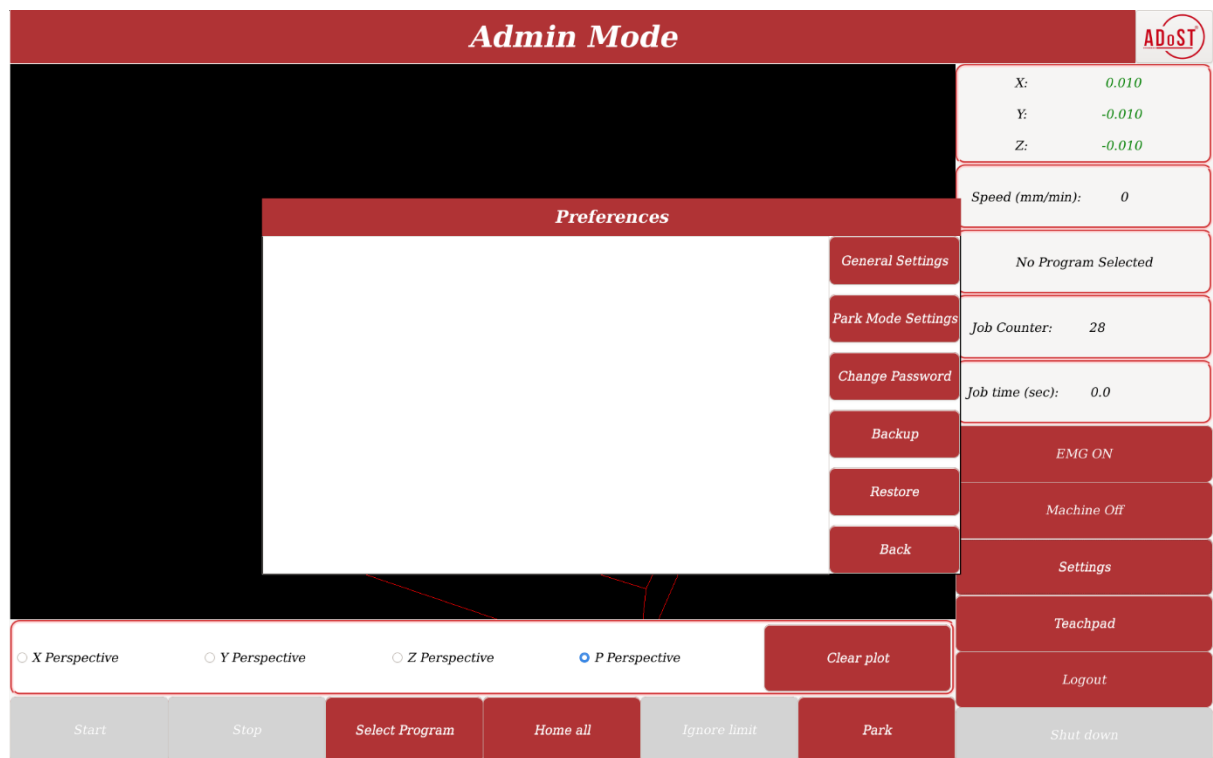 Admin Mode
ADoST
X: 0.010
Y: -0.010
Z: -0.010
Speed (mm/min): 0
No Program Selected
Job Counter: 28
Job time (sec): 0.0
EMG ON
Machine Off
Settings
Teachpad
Logout
Shut down
Preferences
General Settings
Park Mode Settings
Change Password
Backup
Restore
Back
X Perspective
Y Perspective
Z Perspective
P Perspective
Clear plot
Start
Stop
Select Program
Home all
Ignore limit
Park